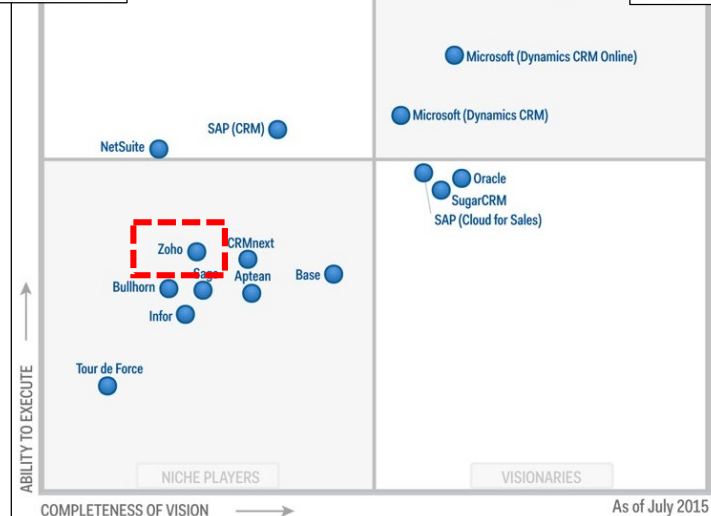 Microsoft (Dynamics CRM Online)
Microsoft (Dynamics CRM)
SAP (CRM)
NetSuite
Oracle
SugarCRM
SAP (Cloud for Sales)
Zoho
CRMnext
Sage
Aptean
Base
Bullhorn
Infor
Tour de Force
ABILITY TO EXECUTE
NICHE PLAYERS
VISIONARIES
COMPLETENESS OF VISION
As of July 2015